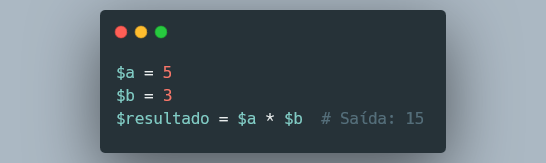 $a = 5
$b = 3
$resultado = $a * $b  # Saída: 15